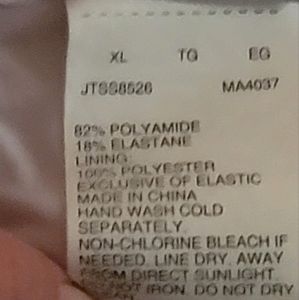 XL TG EG
JTSS8526 MA4037
82% POLYAMIDE
18% ELASTANE
LINING:
100% POLYESTER
EXCLUSIVE OF ELASTIC
MADE IN CHINA
HAND WASH COLD
SEPARATELY.
NON-CHLORINE BLEACH IF
NEEDED. LINE DRY. AWAY
FROM DIRECT SUNLIGHT.
NOT IRON. DO NOT DRY